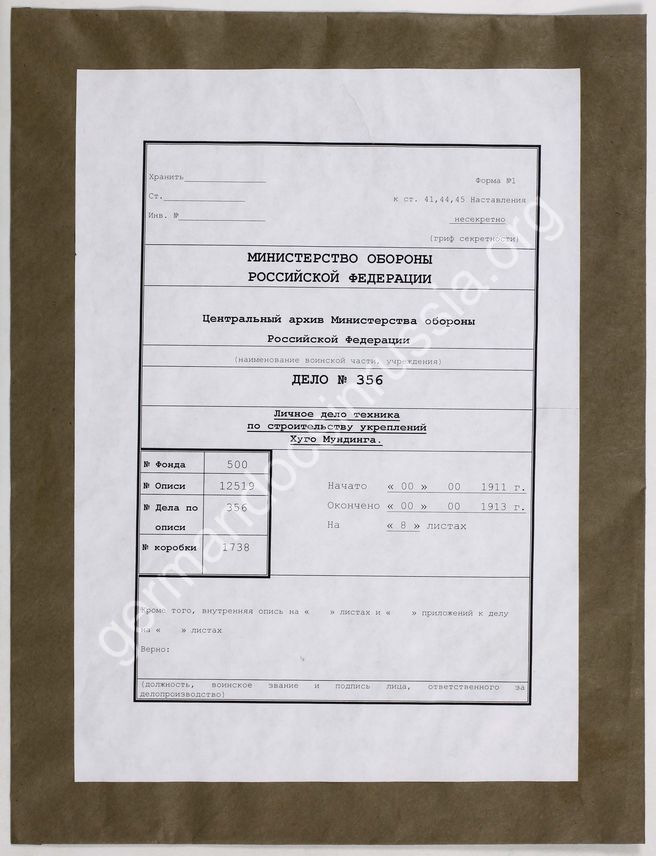 Хранить
Форма №1
Ст.
к ст. 41,44,45 Наставления
Инв. №
несекретно
(гриф секретности)
МИНИСТЕРСТВО ОБОРОНЫ
РОССИЙСКОЙ ФЕДЕРАЦИИ
Центральный архив Министерства обороны
Российской Федерации
(наименование воинской части, учреждения)
ДЕЛО № 356
Личное дело техника
по строительству укреплений
Хуго Мундинга.
№ Фонда 500
№ Описи 12519
№ Дела по описи 356
№ коробки 1738
Начато « 00 » 00 1911 г.
Окончено « 00 » 00 1913 г.
На « 8 » листах
Кроме того, внутренняя опись на « » листах и « » приложений к делу
на « » листах
Верно:
(должность, воинское звание и подпись лица, ответственного за
делопроизводство)
germandocsinrussia.org